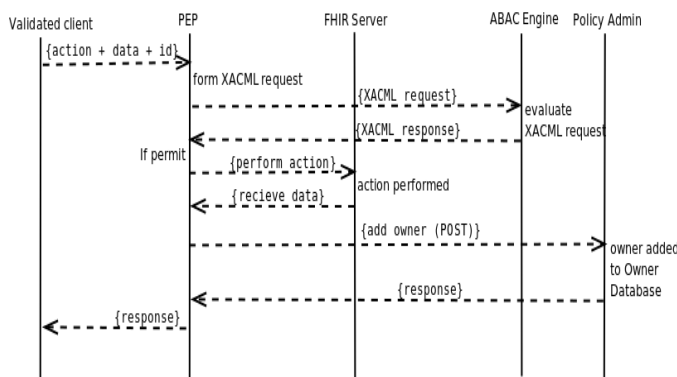 Validated client PEP FHIR Server ABAC Engine Policy Admin
{action + data + id}
form XACML request
{XACML request}
evaluate
XACML request
{XACML response}
If permit
{perform action}
action performed
{recieve data}
{add owner (POST)}
owner added
to Owner
Database
{response}
{response}